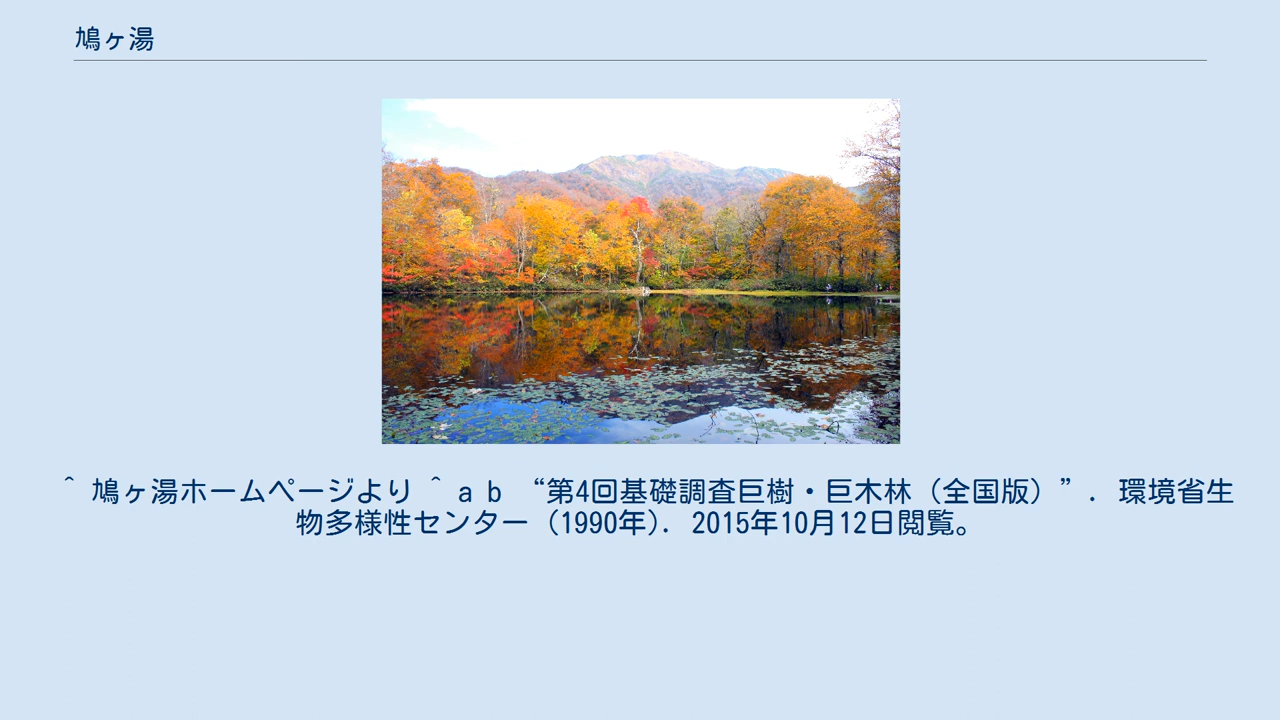 鳩ヶ湯
^ 鳩ヶ湯ホームページより ^ a b “第4回基礎調査巨樹・巨木林（全国版）”. 環境省生
物多様性センター (1990年). 2015年10月12日閲覧。